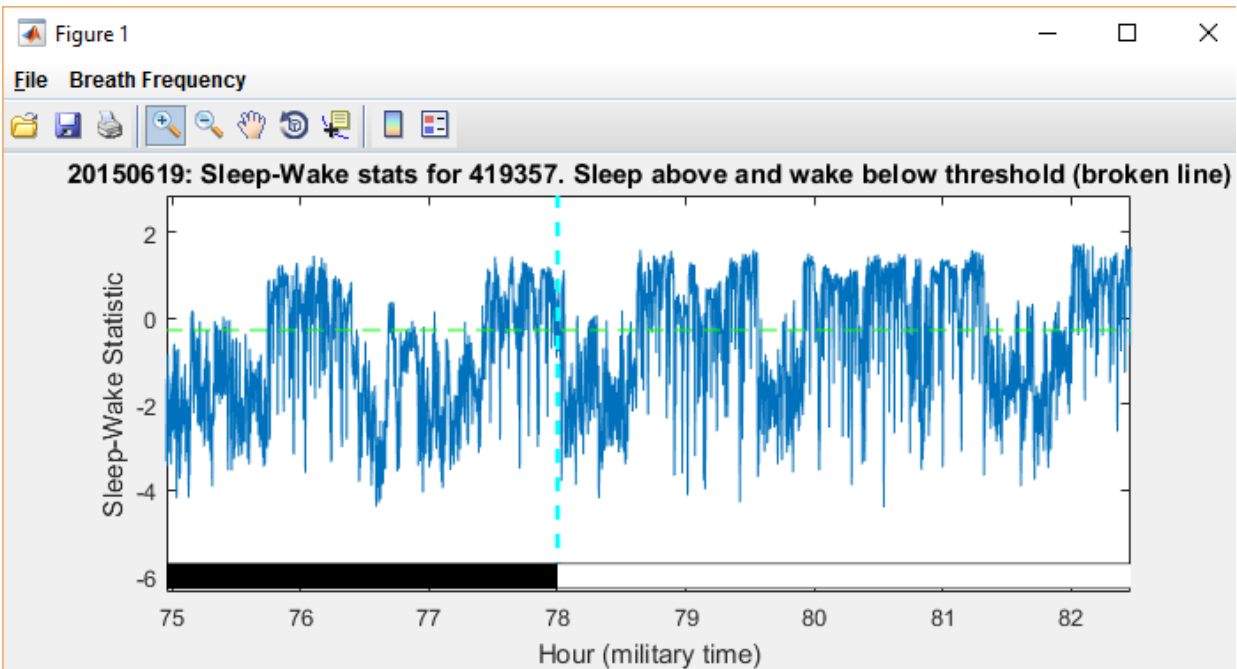 Figure 1
File Breath Frequency
20150619: Sleep-Wake stats for 419357. Sleep above and wake below threshold (broken line)
Sleep-Wake Statistic
2
0
-2
-4
-6
75 76 77 78 79 80 81 82
Hour (military time)